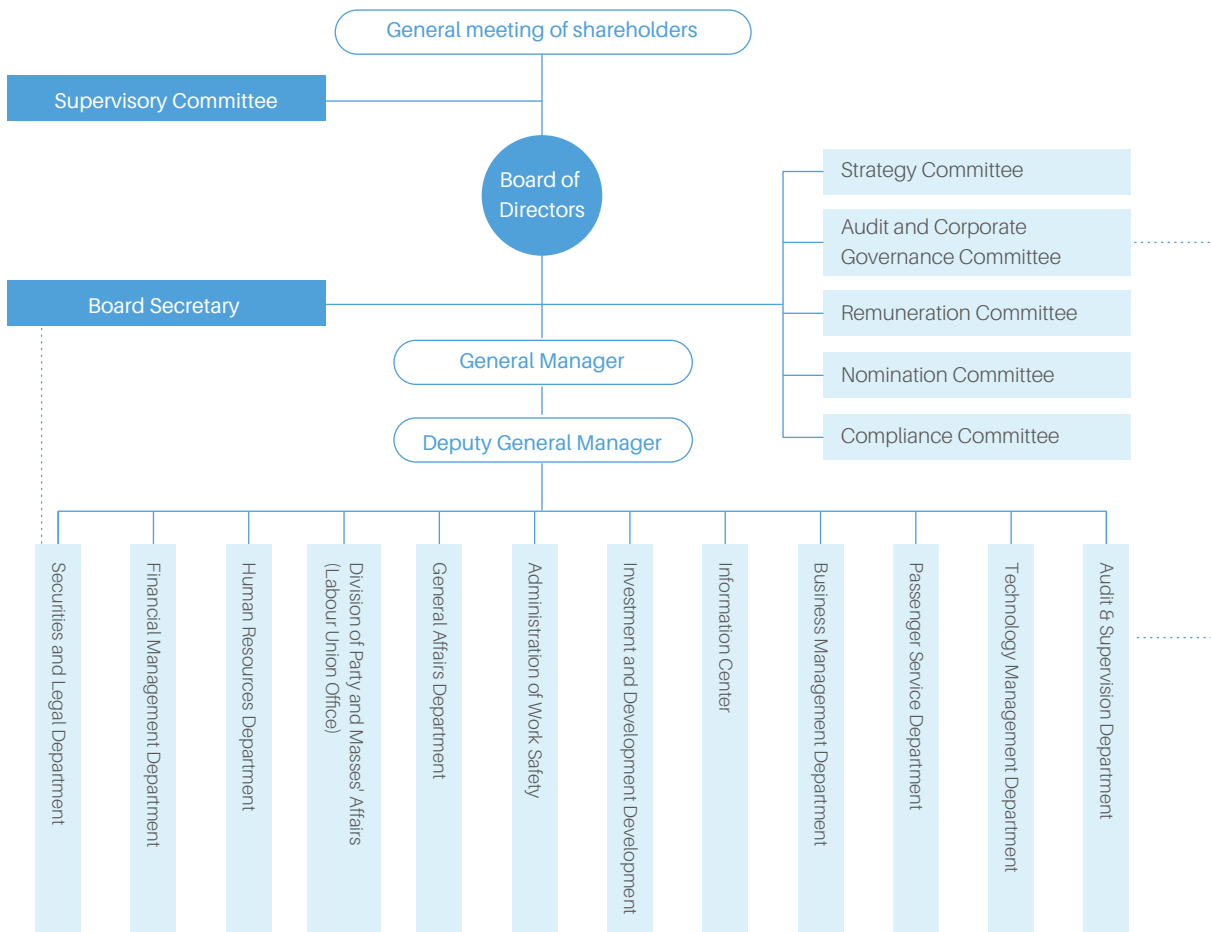 General meeting of shareholders
Supervisory Committee
Board of
Directors
Strategy Committee
Audit and Corporate
Governance Committee
Board Secretary
Remuneration Committee
General Manager
Nomination Committee
Deputy General Manager
Compliance Committee
Securities and Legal Department
Financial Management Department
Human Resources Department
Division of Party and Masses' Affairs
(Labour Union Office)
General Affairs Department
Administration of Work Safety
Investment and Development Development
Information Center
Business Management Department
Passenger Service Department
Technology Management Department
Audit & Supervision Department